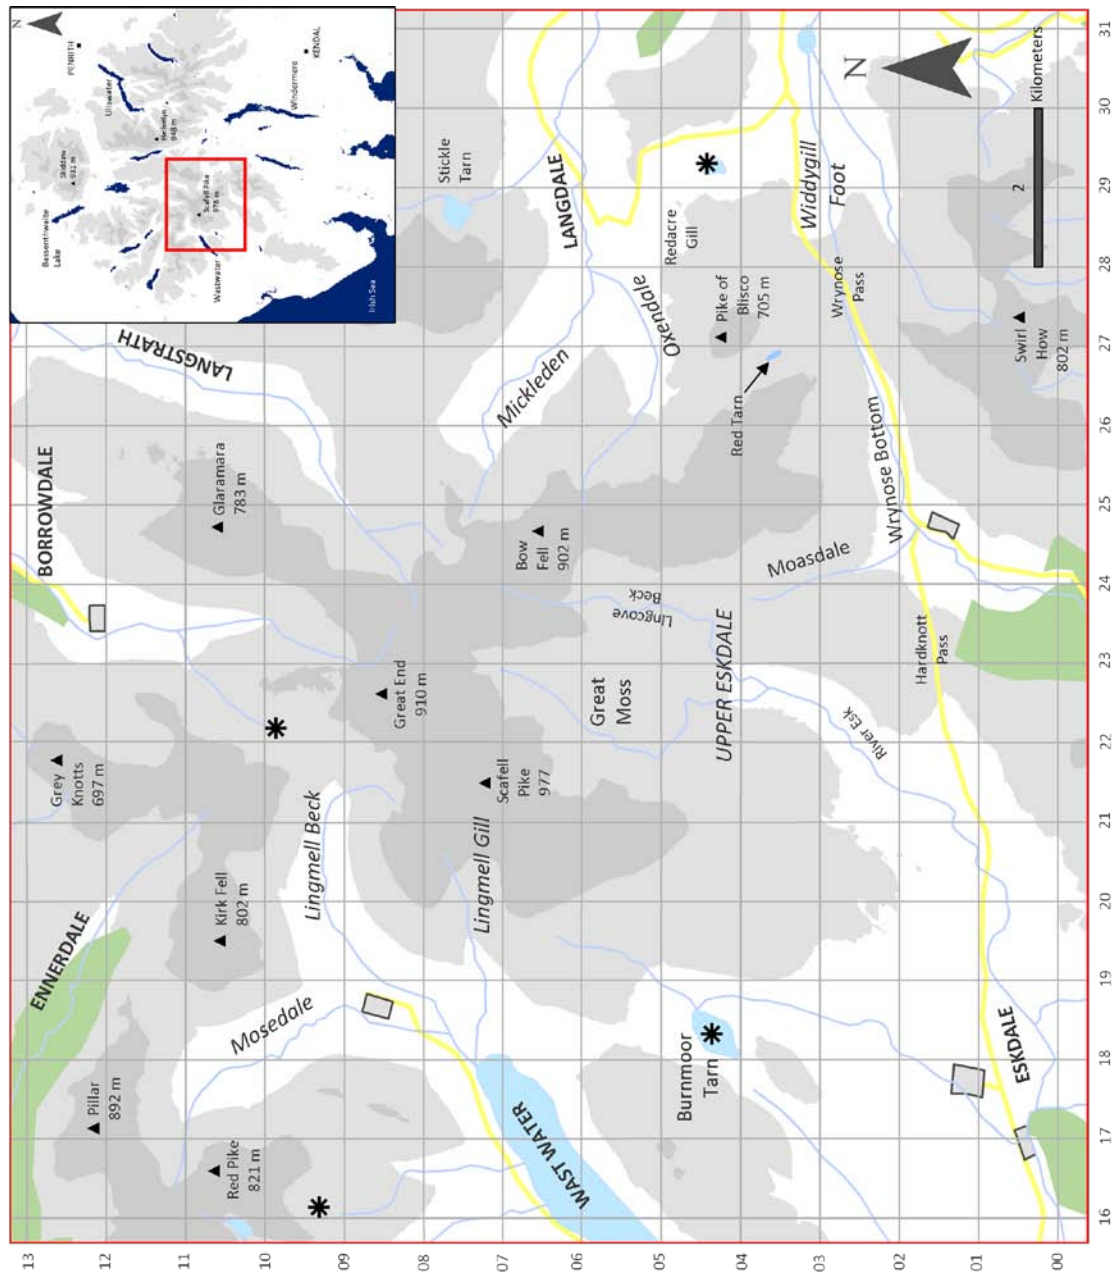 N
PENRITH
Bassenthwaite
Lake
Skiddaw
931 m
Ullswater
Helvellyn
948 m
KENDAL
Windermere
Scafell Pike
978 m
Wastwater
Irish Sea
13
12
11
10
09
08
07
06
05
04
03
02
01
00
16
17
18
19
20
21
22
23
24
25
26
27
28
29
30
31
ENNERDALE
Pillar
892 m
Grey
Knotts
697 m
BORROWDALE
LANGSTRATH
Red Pike
821 m
Kirk Fell
802 m
Glaramara
783 m
Mosedale
Lingmell Beck
Great End
910 m
Stickle
Tarn
WAST WATER
Lingmell Gill
Scafell
Pike
977
Bow
Fell
902 m
Mickleden
LANGDALE
Great
Moss
Lingcove
Beck
Oxendale
Redacre
Gill
Burnmoor
Tarn
UPPER ESKDALE
Pike of
Blisco
705 m
Red Tarn
Moasdale
River Esk
Widdygill
Foot
Wrynose
Pass
Wrynose Bottom
Hardknott
Pass
ESKDALE
Swirl
How
802 m
N
2
Kilometers